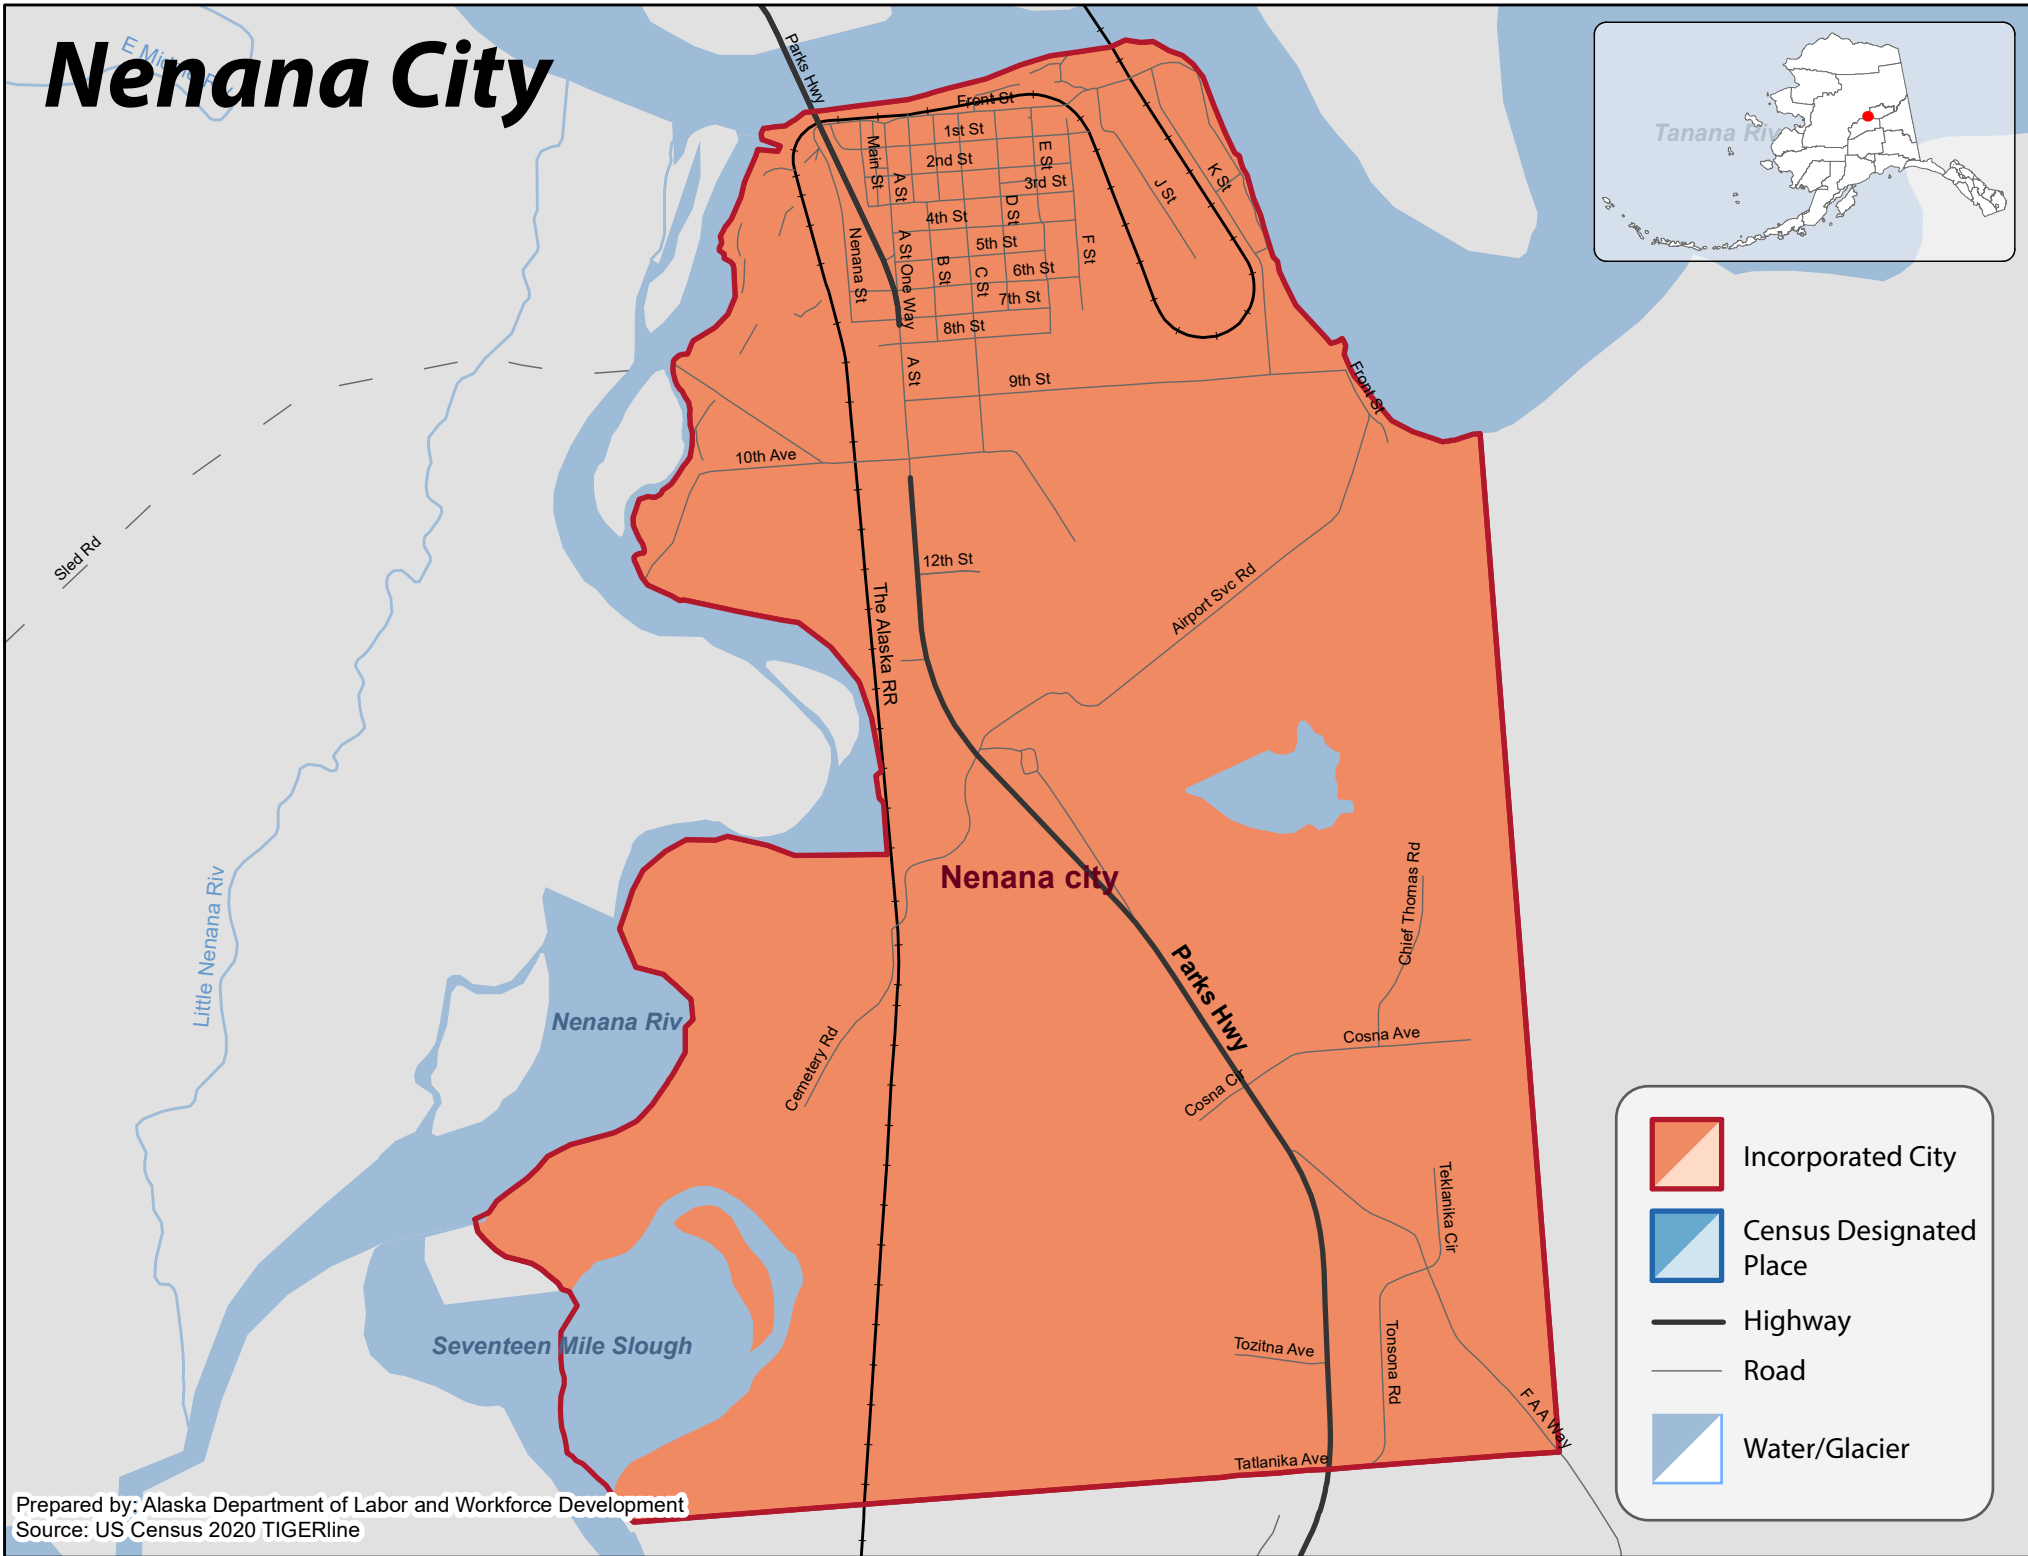 Nenana City
Parks Hwy
Tanana Riv
Front St
1st St
2nd St
3rd St
4th St
5th St
6th St
7th St
8th St
9th St
Main St
A St
A St One Way
A St
Nenana St
B St
C St
D St
E St
F St
J St
K St
Front St
10th Ave
12th St
Sled Rd
The Alaska RR
Airport Svc Rd
Nenana city
Chief Thomas Rd
Little Nenana Riv
Nenana Riv
Parks Hwy
Cemetery Rd
Cosna Ave
Cosna Cir
Teklanika Cir
Seventeen Mile Slough
Tozitna Ave
Tonsona Rd
F A A Way
Tatlanika Ave
Incorporated City
Census Designated
Place
Highway
Road
Water/Glacier
Prepared by: Alaska Department of Labor and Workforce Development
Source: US Census 2020 TIGERline